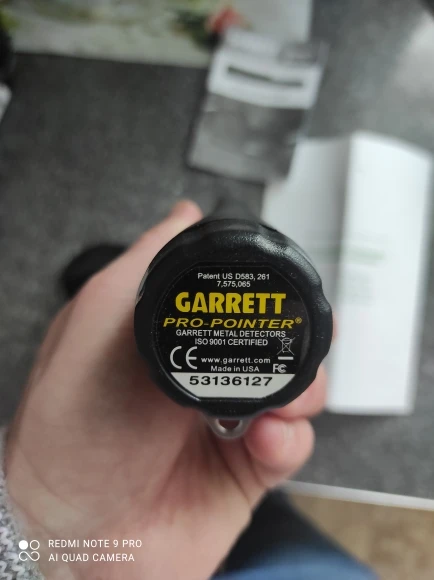 Patent US D583, 261
7,575,065
GARRETT
PRO-POINTER®
GARRETT METAL DETECTORS
ISO 9001 CERTIFIED
CE www.garrett.com
Made in USA FC
53136127
REDMI NOTE 9 PRO
AI QUAD CAMERA